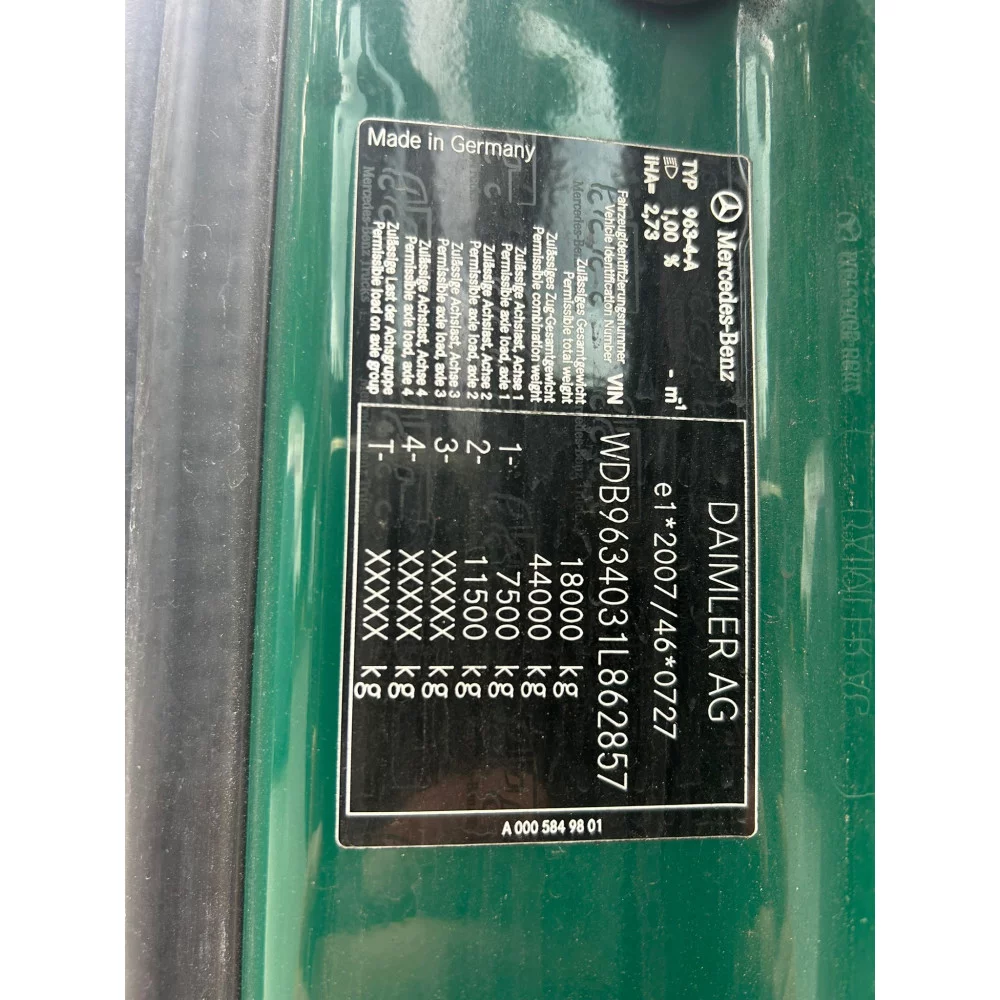 Mercedes-Benz
DAIMLER AG
TYP 963-4-A
e1*2007/46*0727
1,00 % - m-1
iHA= 2,73
Fahrzeugidentifizierungsnummer
Vehicle Identification Number VIN WDB9634031L862857
Zulässiges Gesamtgewicht
Permissible total weight 18000 kg
Zulässiges Zug-Gesamtgewicht
Permissible combination weight 44000 kg
Zulässige Achslast, Achse 1
Permissible axle load, axle 1 1- 7500 kg
Zulässige Achslast, Achse 2
Permissible axle load, axle 2 2- 11500 kg
Zulässige Achslast, Achse 3
Permissible axle load, axle 3 3- XXXXX kg
Zulässige Achslast, Achse 4
Permissible axle load, axle 4 4- XXXXX kg
Zulässige Last der Achsgruppe
Permissible load on axle group T- XXXXX kg
Made in Germany
A 000 584 98 01